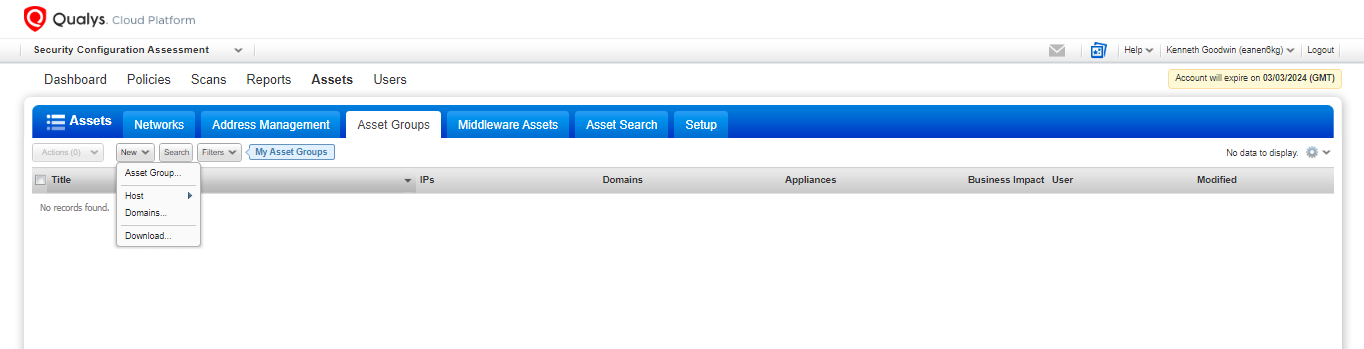 Qualys. Cloud Platform
Security Configuration Assessment
Help Kenneth Goodwin (eanen6kg) Logout
Dashboard Policies Scans Reports Assets Users
Account will expire on 03/03/2024 (GMT)
Assets Networks Address Management Asset Groups Middleware Assets Asset Search Setup
Actions (0) New Search Filters My Asset Groups
No data to display.
Title IPs Domains Appliances Business Impact User Modified
No records found.
Asset Group...
Host
Domains...
Download...